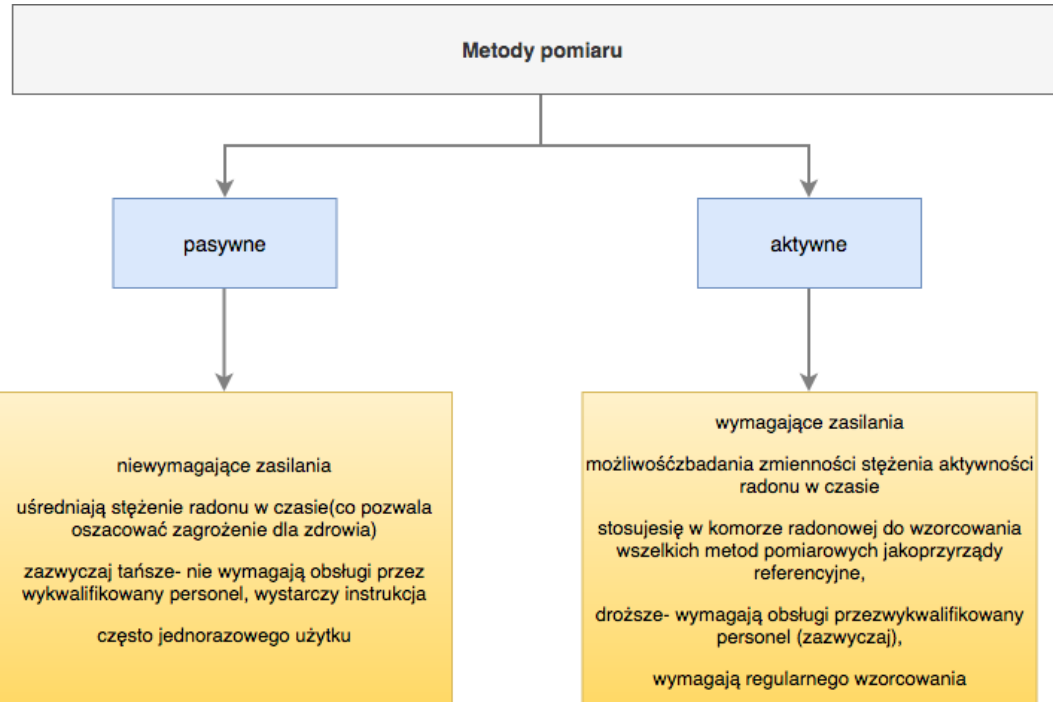 Metody pomiaru
pasywne
aktywne
niewymagające zasilania
uśredniają stężenie radonu w czasie(co pozwala
oszacować zagrożenie dla zdrowia)
zazwyczaj tańsze- nie wymagają obsługi przez
wykwalifikowany personel, wystarczy instrukcja
często jednorazowego użytku
wymagające zasilania
możliwośćzbadania zmienności stężenia aktywności
radonu w czasie
stosujesię w komorze radonowej do wzorcowania
wszelkich metod pomiarowych jakoprzyrządy
referencyjne,
droższe- wymagają obsługi przezwykwalifikowany
personel (zazwyczaj),
wymagają regularnego wzorcowania